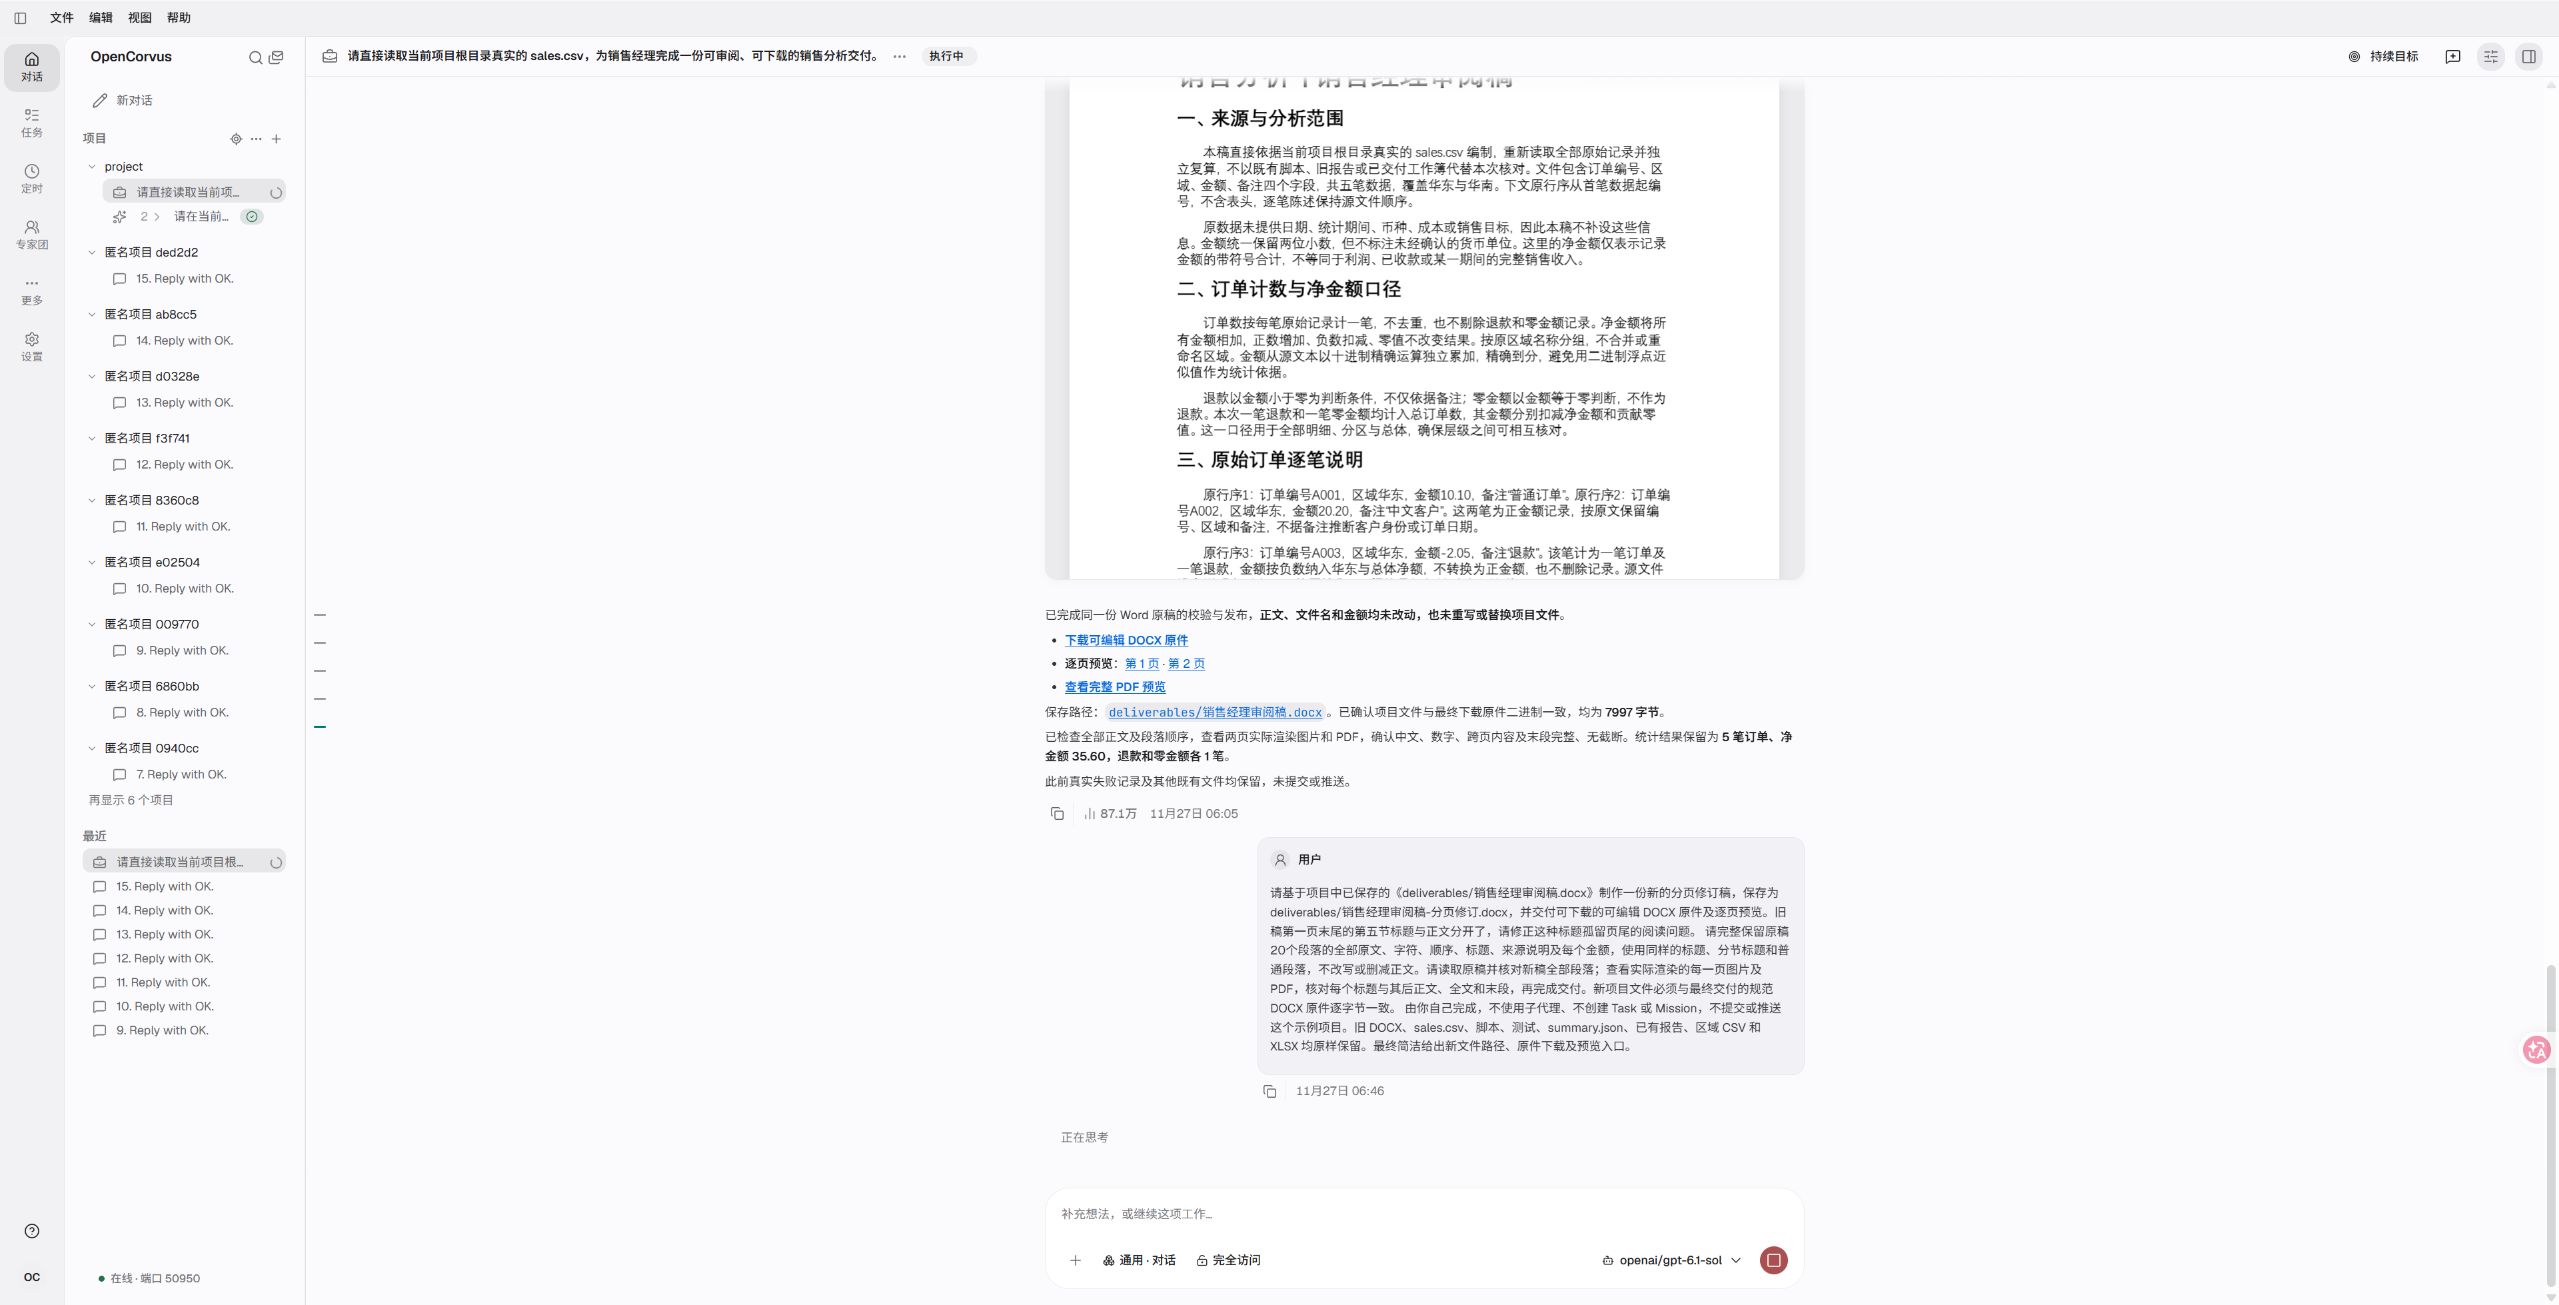 文件 编辑 视图 帮助
对话
任务
定时
专家团
更多
设置
OC
OpenCorvus
新对话
项目
project
请直接读取当前项...
2 请在当前...
匿名项目 ded2d2
15. Reply with OK.
匿名项目 ab8cc5
14. Reply with OK.
匿名项目 d0328e
13. Reply with OK.
匿名项目 f3f741
12. Reply with OK.
匿名项目 8360c8
11. Reply with OK.
匿名项目 e02504
10. Reply with OK.
匿名项目 009770
9. Reply with OK.
匿名项目 6860bb
8. Reply with OK.
匿名项目 0940cc
7. Reply with OK.
再显示 6 个项目
最近
请直接读取当前项目根...
15. Reply with OK.
14. Reply with OK.
13. Reply with OK.
12. Reply with OK.
11. Reply with OK.
10. Reply with OK.
9. Reply with OK.
在线 · 端口 50950
请直接读取当前项目根目录真实的 sales.csv，为销售经理完成一份可审阅、可下载的销售分析交付。 ... 执行中
持续目标
销售分析｜销售经理审阅稿
一、来源与分析范围
本稿直接依据当前项目根目录真实的 sales.csv 编制，重新读取全部原始记录并独
立复算，不以既有脚本、旧报告或已交付工作簿代替本次核对。文件包含订单编号、区
域、金额、备注四个字段，共五笔数据，覆盖华东与华南。下文原行序从首笔数据起编
号，不含表头，逐笔陈述保持源文件顺序。
原数据未提供日期、统计期间、币种、成本或销售目标，因此本稿不补设这些信
息。金额统一保留两位小数，但不标注未经确认的货币单位。这里的净金额仅表示记录
金额的带符号合计，不等同于利润、已收款或某一期间的完整销售收入。
二、订单计数与净金额口径
订单数按每笔原始记录计一笔，不去重，也不剔除退款和零金额记录。净金额将所
有金额相加，正数增加、负数扣减、零值不改变结果。按原区域名称分组，不合并或重
命名区域。金额从源文本以十进制精确运算独立累加，精确到分，避免用二进制浮点近
似值作为统计依据。
退款以金额小于零为判断条件，不仅依据备注；零金额以金额等于零判断，不作为
退款。本次一笔退款和一笔零金额均计入总订单数，其金额分别扣减净金额和贡献零
值。这一口径用于全部明细、分区与总体，确保层级之间可相互核对。
三、原始订单逐笔说明
原行序1：订单编号A001，区域华东，金额10.10，备注“普通订单”。原行序2：订单编
号A002，区域华东，金额20.20，备注“中文客户”。这两笔为正金额记录，按原文保留编
号、区域和备注，不据备注推断客户身份或订单日期。
原行序3：订单编号A003，区域华东，金额-2.05，备注“退款”。该笔计为一笔订单及
一笔退款，金额按负数纳入华东与总体净额，不转换为正金额，也不删除记录。源文件
已完成同一份 Word 原稿的校验与发布，正文、文件名和金额均未改动，也未重写或替换项目文件。
• 下载可编辑 DOCX 原件
• 逐页预览：第 1 页 · 第 2 页
• 查看完整 PDF 预览
保存路径：deliverables/销售经理审阅稿.docx。已确认项目文件与最终下载原件二进制一致，均为 7997 字节。
已检查全部正文及段落顺序，查看两页实际渲染图片和 PDF，确认中文、数字、跨页内容及末段完整、无截断。统计结果保留为 5 笔订单、净
金额 35.60，退款和零金额各 1 笔。
此前真实失败记录及其他既有文件均保留，未提交或推送。
87.1万 11月27日 06:05
用户
请基于项目中已保存的《deliverables/销售经理审阅稿.docx》制作一份新的分页修订稿，保存为
deliverables/销售经理审阅稿-分页修订.docx，并交付可下载的可编辑 DOCX 原件及逐页预览。旧
稿第一页末尾的第五节标题与正文分开了，请修正这种标题孤留页尾的阅读问题。 请完整保留原稿
20个段落的全部原文、字符、顺序、标题、来源说明及每个金额，使用同样的标题、分节标题和普
通段落，不改写或删减正文。请读取原稿并核对新稿全部段落；查看实际渲染的每一页图片及
PDF，核对每个标题与其后正文、全文和末段，再完成交付。新项目文件必须与最终交付的规范
DOCX 原件逐字节一致。 由你自己完成，不使用子代理、不创建 Task 或 Mission，不提交或推送
这个示例项目。旧 DOCX、sales.csv、脚本、测试、summary.json、已有报告、区域 CSV 和
XLSX 均原样保留。最终简洁给出新文件路径、原件下载及预览入口。
11月27日 06:46
正在思考
补充想法，或继续这项工作...
通用 · 对话 完全访问 openai/gpt-6.1-sol